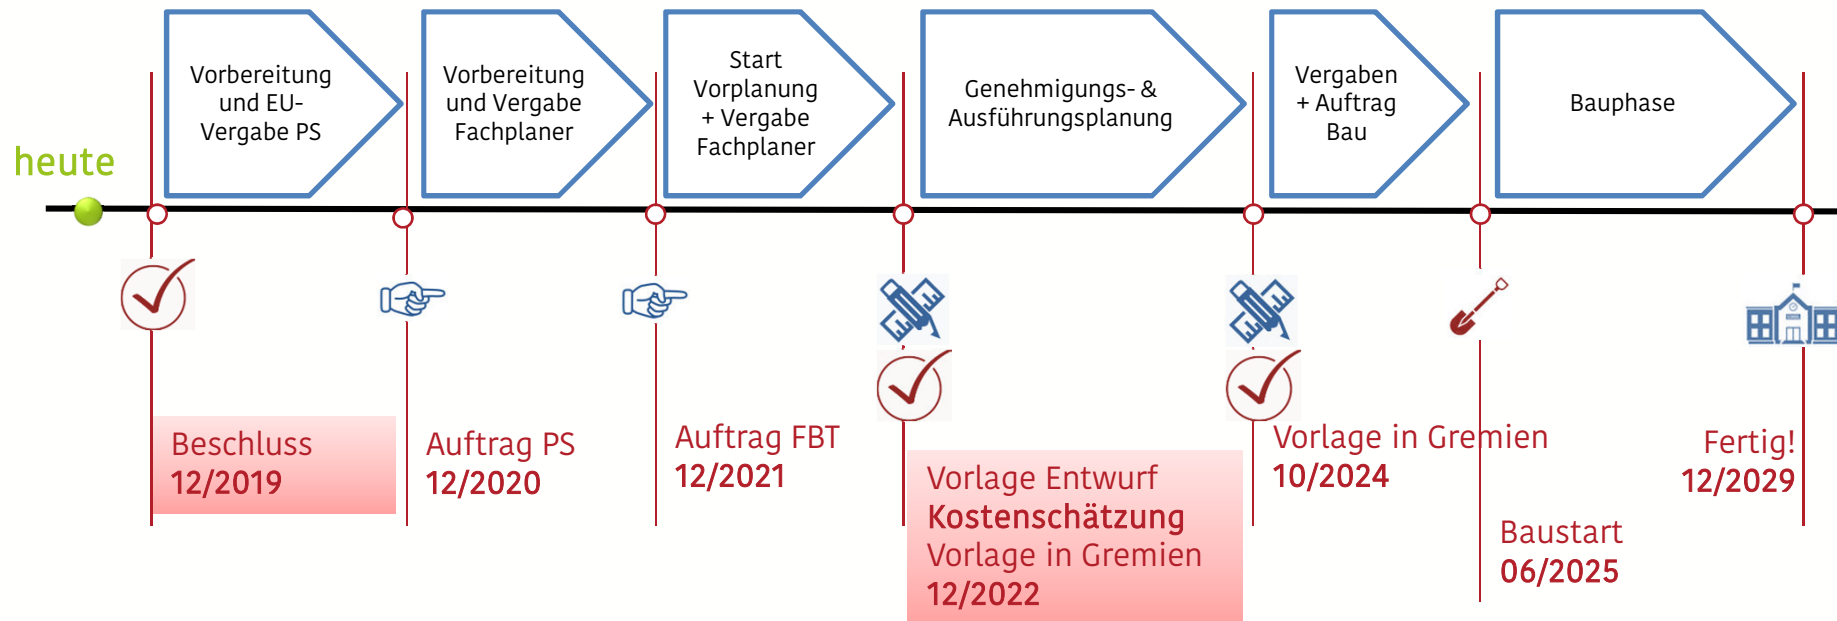 Vorbereitung
und EU-
Vergabe PS
Vorbereitung
und Vergabe
Fachplaner
Start
Vorplanung
+ Vergabe
Fachplaner
Genehmigungs- &
Ausführungsplanung
Vergaben
+ Auftrag
Bau
Bauphase
heute
Beschluss
12/2019
Auftrag PS
12/2020
Auftrag FBT
12/2021
Vorlage Entwurf
Kostenschätzung
Vorlage in Gremien
12/2022
Vorlage in Gremien
10/2024
Baustart
06/2025
Fertig!
12/2029